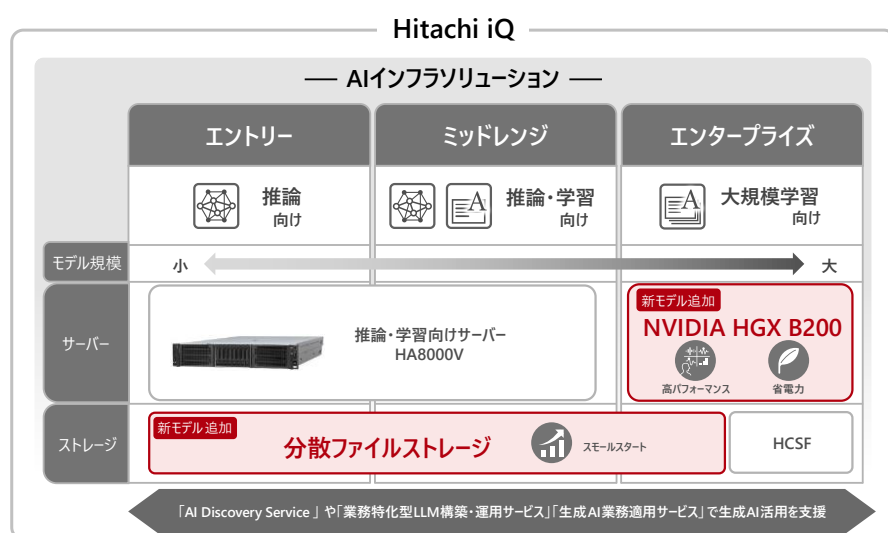 Hitachi iQ
AIインフラソリューション
エントリー
ミッドレンジ
エンタープライズ
推論
向け
推論・学習
向け
大規模学習
向け
モデル規模
小
大
サーバー
推論・学習向けサーバー
HA8000V
新モデル追加
NVIDIA HGX B200
高パフォーマンス
省電力
ストレージ
新モデル追加
分散ファイルストレージ
スモールスタート
HCSF
「AI Discovery Service 」や「業務特化型LLM構築・運用サービス」「生成AI業務適用サービス」で生成AI活用を支援